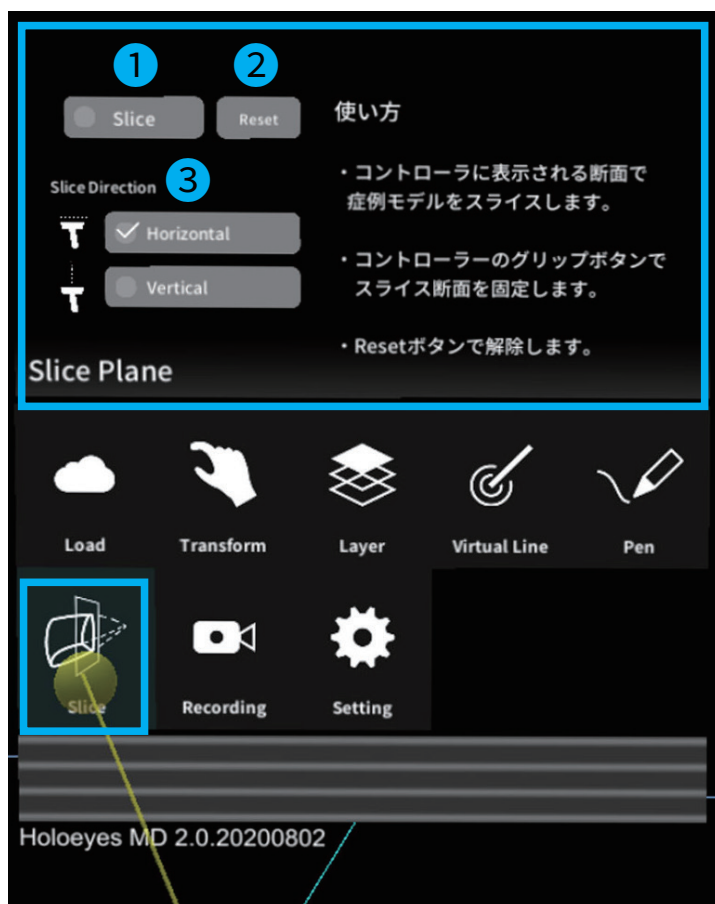 1
2
Slice
Reset
使い方
Slice Direction
3
・コントローラに表示される断面で
症例モデルをスライスします。
Horizontal
・コントローラーのグリップボタンで
スライス断面を固定します。
Vertical
・Resetボタンで解除します。
Slice Plane
Load
Transform
Layer
Virtual Line
Pen
Slice
Recording
Setting
Holoeyes MD 2.0.20200802